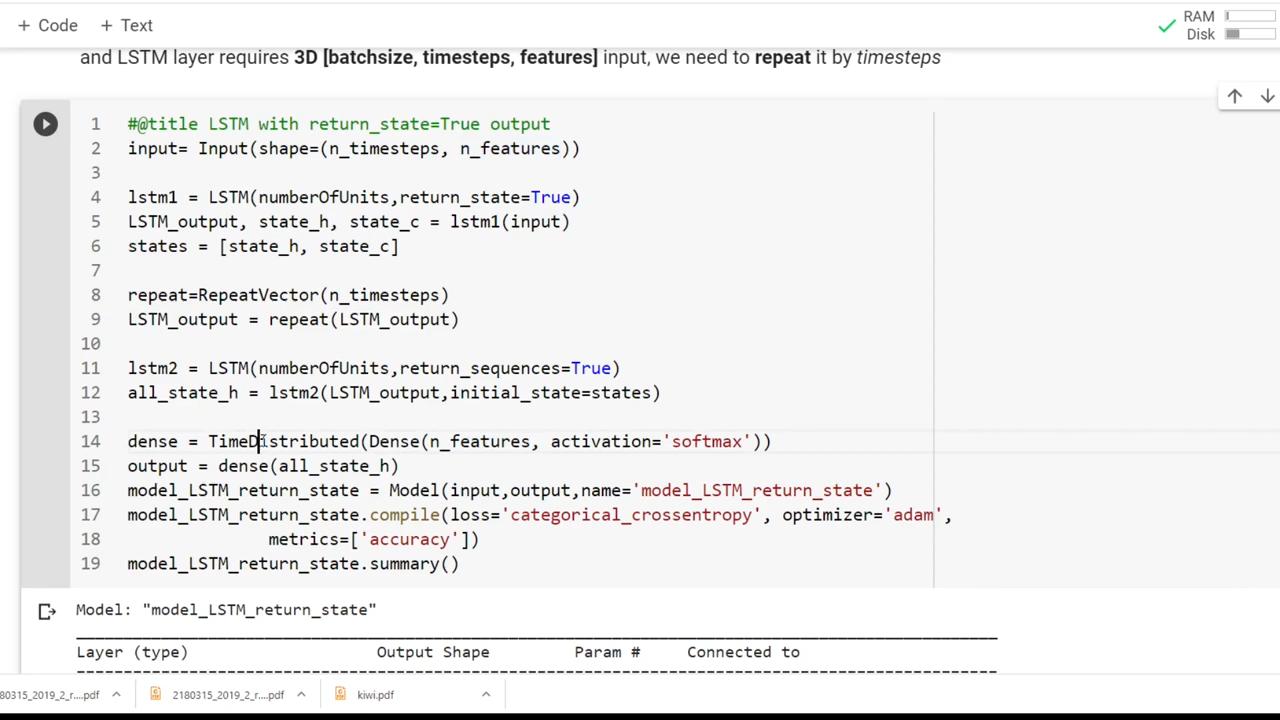 + Code + Text
RAM
Disk
and LSTM layer requires 3D [batchsize, timesteps, features] input, we need to repeat it by timesteps
1 #@title LSTM with return_state=True output
2 input= Input(shape=(n_timesteps, n_features))
3
4 lstm1 = LSTM(numberOfUnits,return_state=True)
5 LSTM_output, state_h, state_c = lstm1(input)
6 states = [state_h, state_c]
7
8 repeat=RepeatVector(n_timesteps)
9 LSTM_output = repeat(LSTM_output)
10
11 lstm2 = LSTM(numberOfUnits,return_sequences=True)
12 all_state_h = lstm2(LSTM_output,initial_state=states)
13
14 dense = TimeDistributed(Dense(n_features, activation='softmax'))
15 output = dense(all_state_h)
16 model_LSTM_return_state = Model(input,output,name='model_LSTM_return_state')
17 model_LSTM_return_state.compile(loss='categorical_crossentropy', optimizer='adam',
18 metrics=['accuracy'])
19 model_LSTM_return_state.summary()
Model: "model_LSTM_return_state"
Layer (type) Output Shape Param # Connected to
80315_2019_2_r....pdf 2180315_2019_2_r....pdf kiwi.pdf